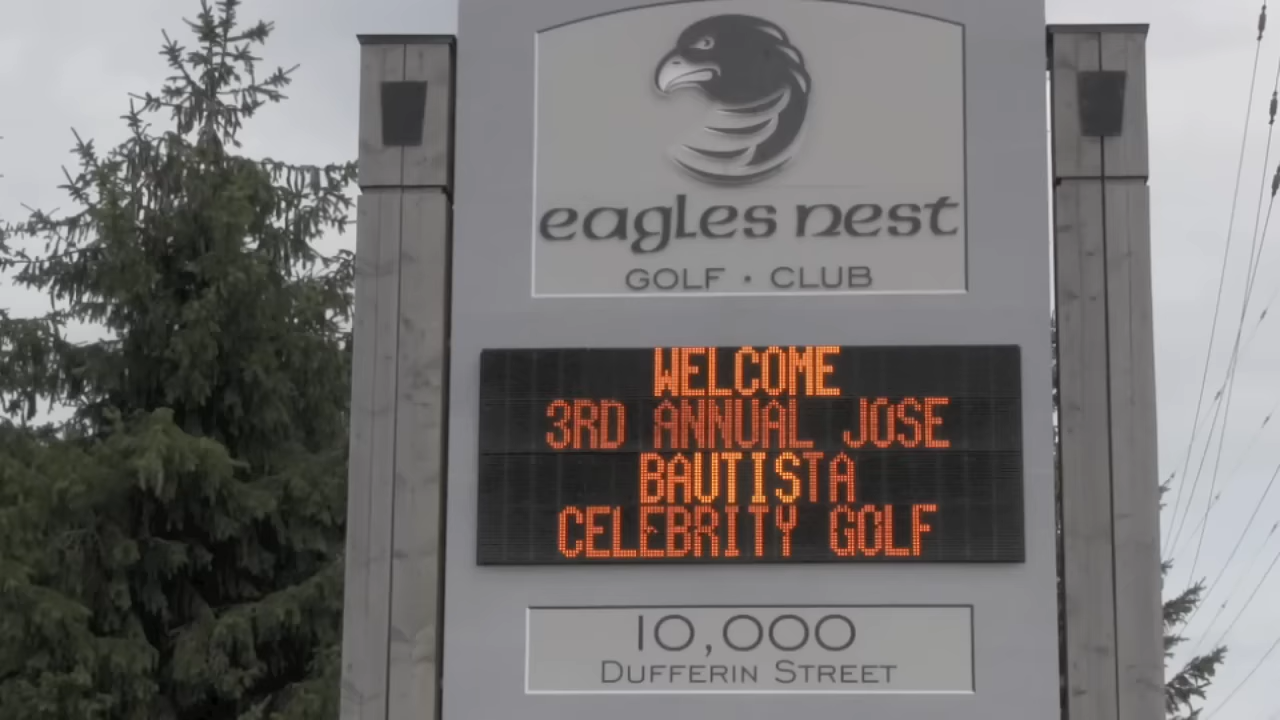 eagles nest
GOLF · CLUB
WELCOME
3RD ANNUAL JOSE
BAUTISTA
CELEBRITY GOLF
10,000
DUFFERIN STREET